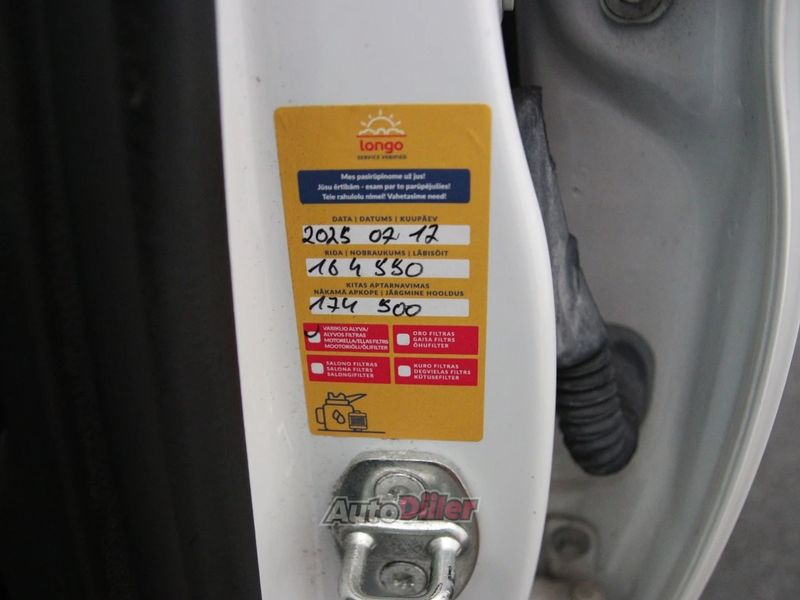 longo
SERVICE VERIFIED
Mes pasirūpinome už jus!
Jūsu ērtībām - esam par to parūpējušies!
Teie rahulolu nimel! Vahetasime need!
DATA | DATUMS | KUUPÄEV
2025 07 17
RIDA | NOBRAUKUMS | LÄBISÕIT
164 550
KITAS APTARNAVIMAS
NĀKAMĀ APKOPE | JÄRGMINE HOOLDUS
174 500
VARIKLIO ALYVA/
ALYVOS FILTRAS
MOTOREĻĻA/EĻĻAS FILTRS
MOOTORIÕLI/ÕLIFILTER
ORO FILTRAS
GAISA FILTRS
ÕHUFILTER
SALONO FILTRAS
SALONA FILTRS
SALONGIFILTER
KURO FILTRAS
DEGVIELAS FILTRS
KÜTUSEFILTER
AutoDiiler